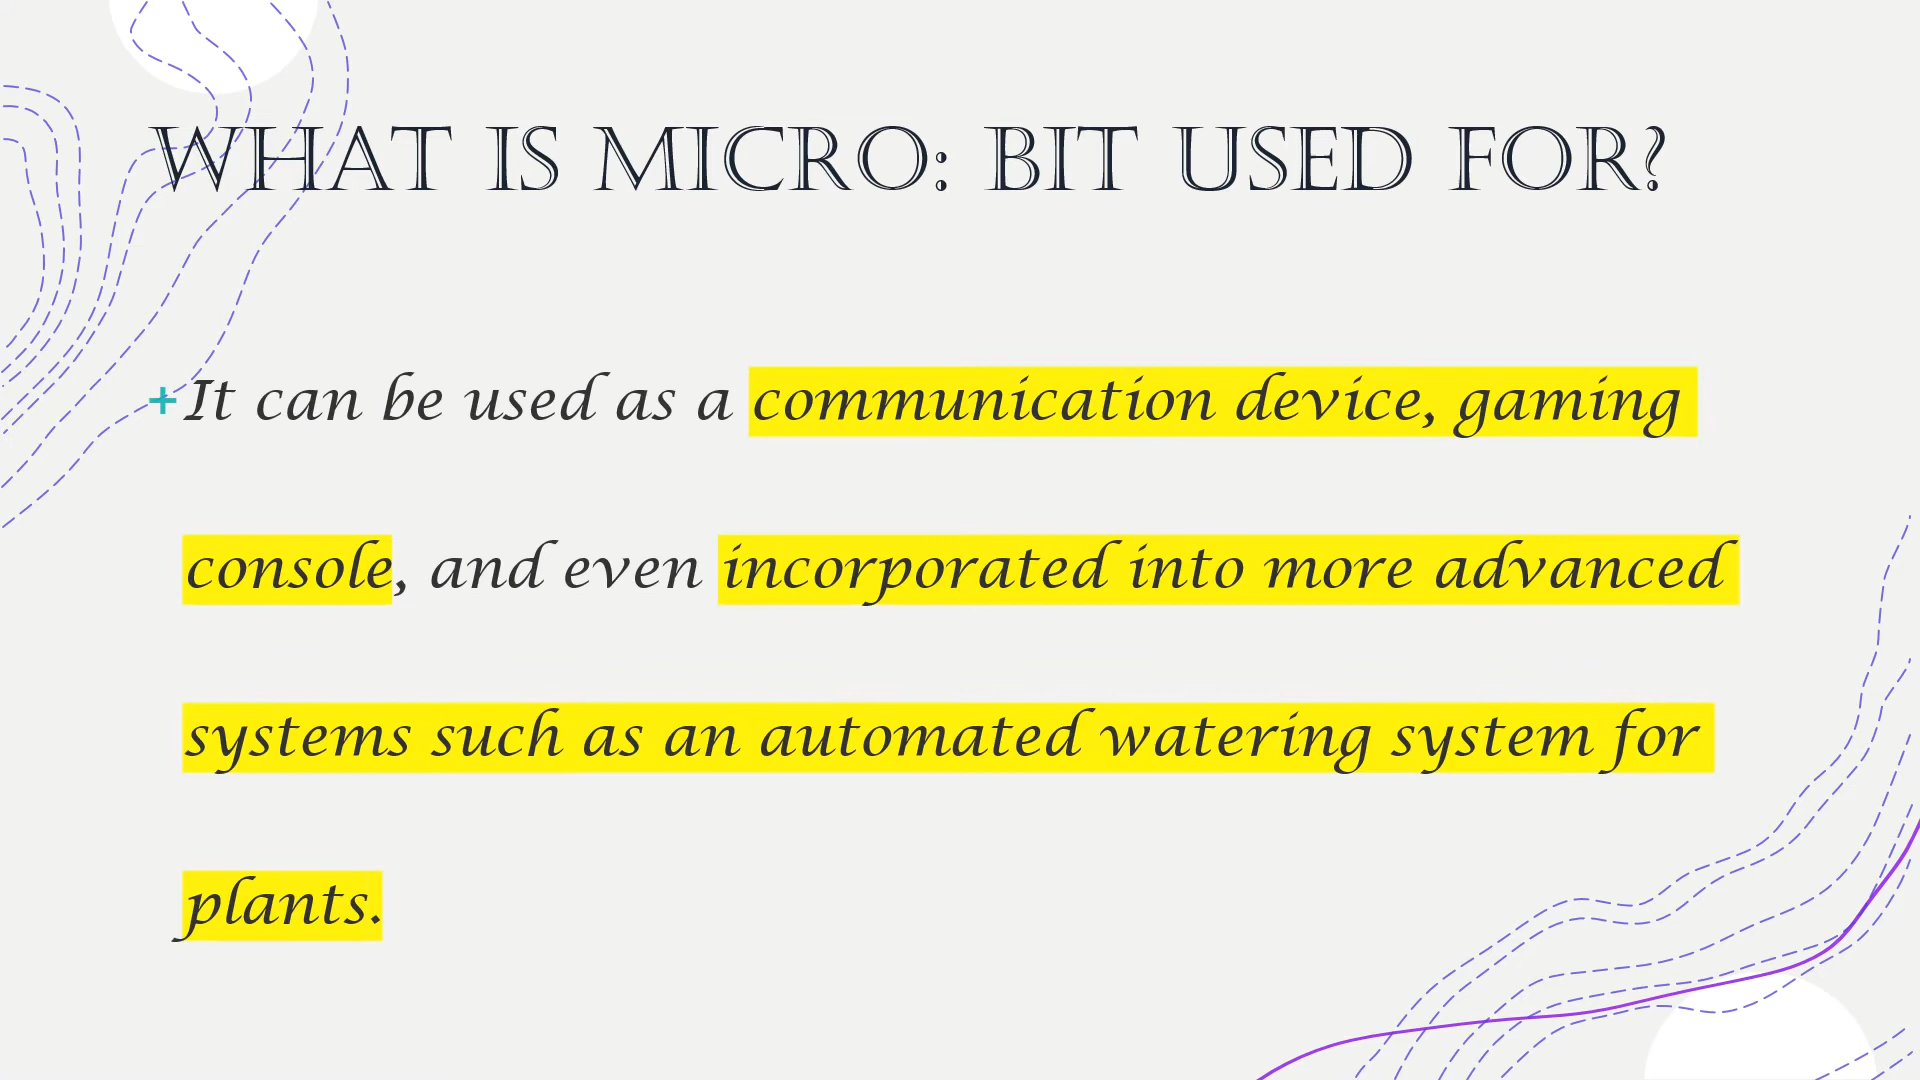 WHAT IS MICRO: BIT USED FOR?
+It can be used as a communication device, gaming
console, and even incorporated into more advanced
systems such as an automated watering system for
plants.